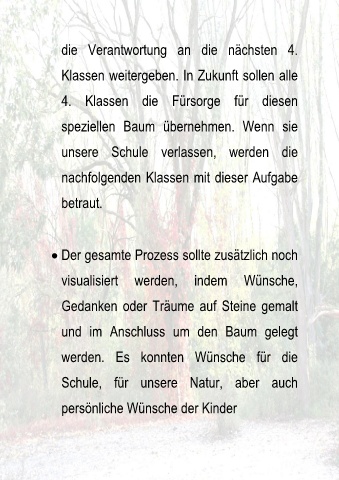 die Verantwortung an die nächsten 4.
Klassen weitergeben. In Zukunft sollen alle
4. Klassen die Fürsorge für diesen
speziellen Baum übernehmen. Wenn sie
unsere Schule verlassen, werden die
nachfolgenden Klassen mit dieser Aufgabe
betraut.
• Der gesamte Prozess sollte zusätzlich noch
visualisiert werden, indem Wünsche,
Gedanken oder Träume auf Steine gemalt
und im Anschluss um den Baum gelegt
werden. Es konnten Wünsche für die
Schule, für unsere Natur, aber auch
persönliche Wünsche der Kinder